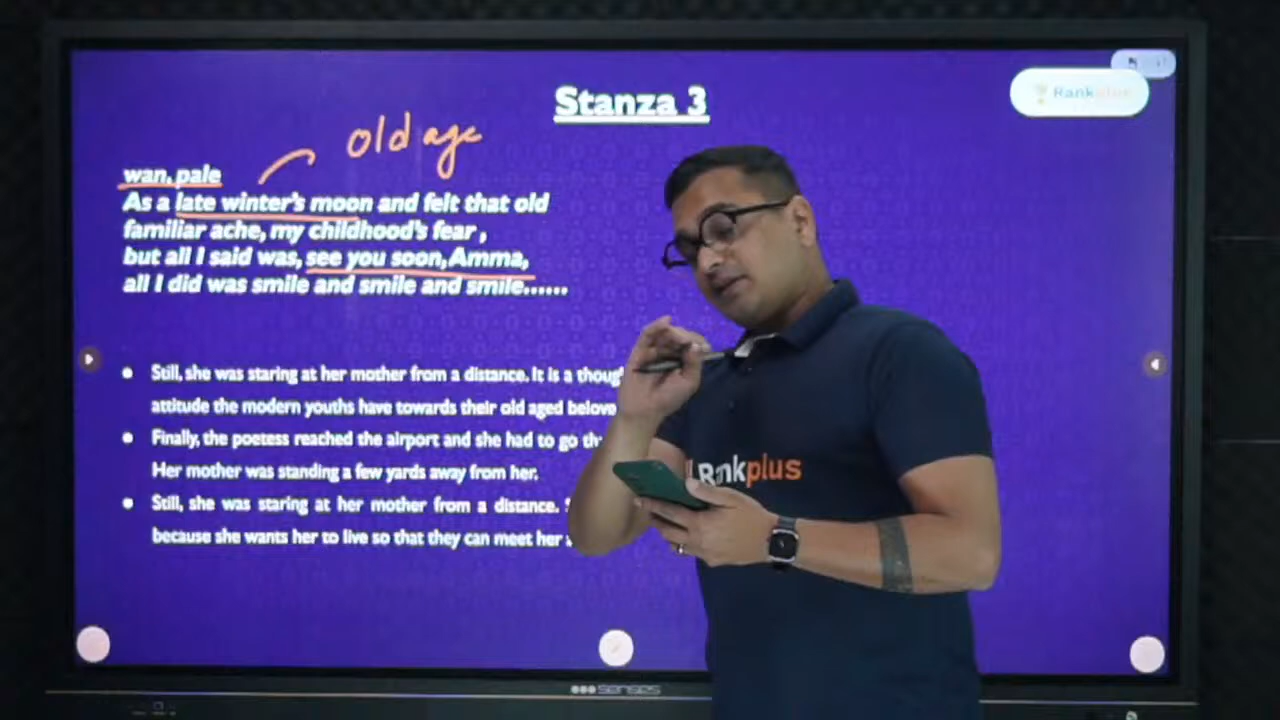 Stanza 3
Rankplus
old age
wan, pale
As a late winter's moon and felt that old
familiar ache, my childhood's fear ,
but all I said was, see you soon, Amma,
all I did was smile and smile and smile......
Still, she was staring at her mother from a distance. It is a
attitude the modern youths have towards their old aged
Finally, the poetess reached the airport and she had to go
Her mother was standing a few yards away from her.
Still, she was staring at her mother from a distance.
because she wants her to live so that they can meet her
Rankplus
senses